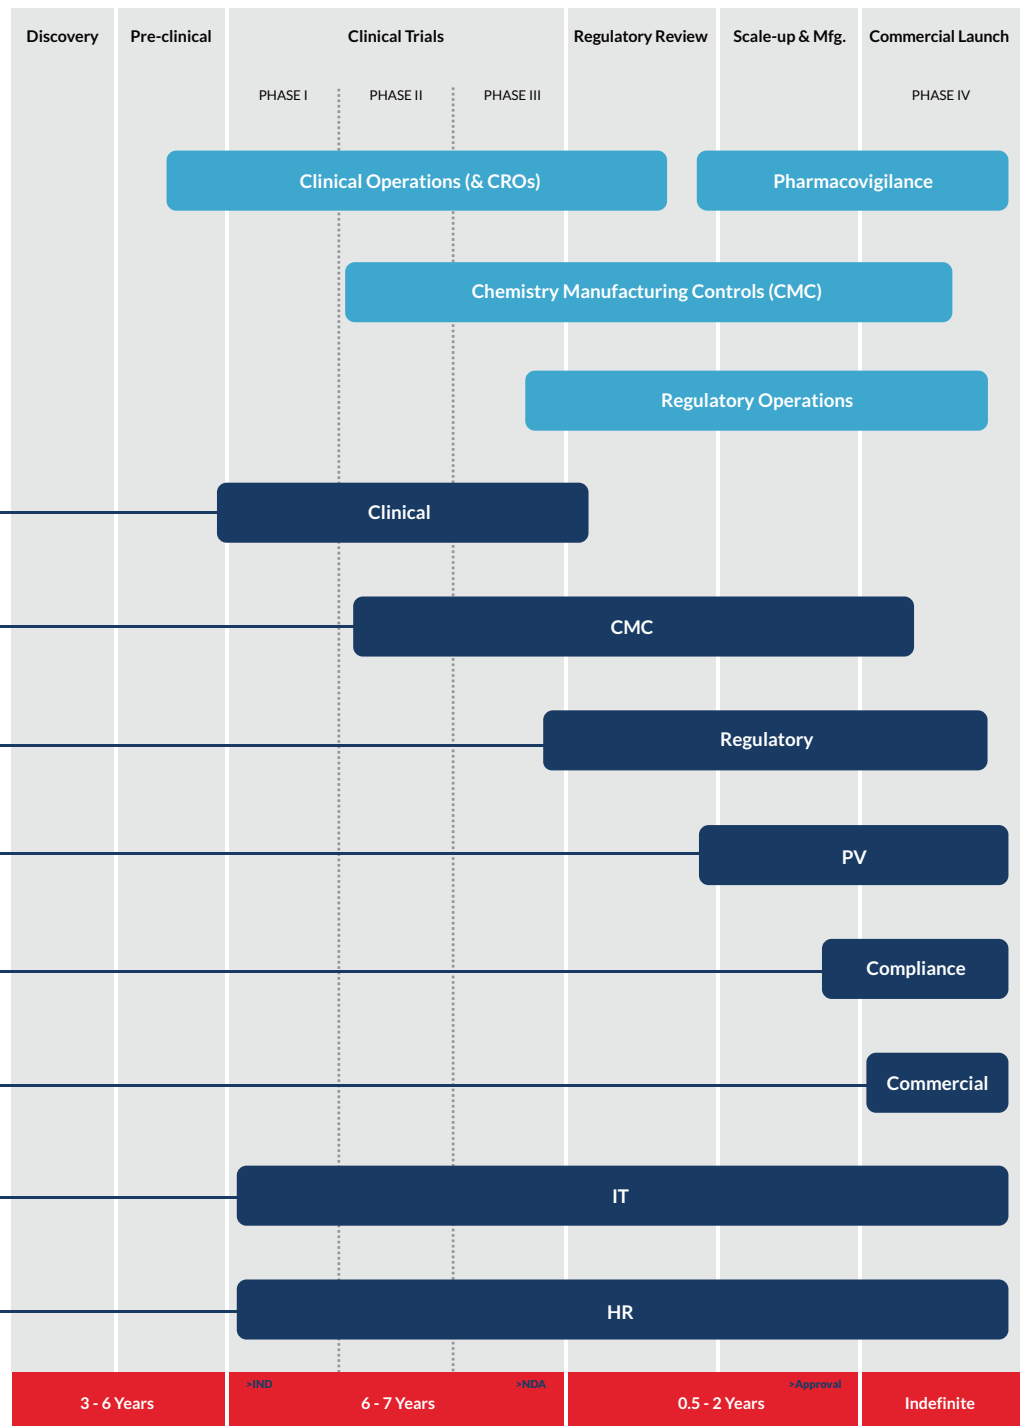 Discovery
Pre-clinical
Clinical Trials
Regulatory Review
Scale-up & Mfg.
Commercial Launch
PHASE I
PHASE II
PHASE III
PHASE IV
Clinical Operations (& CROs)
Pharmacovigilance
Chemistry Manufacturing Controls (CMC)
Regulatory Operations
Clinical
CMC
Regulatory
PV
Compliance
Commercial
IT
HR
>IND
>NDA
>Approval
3 - 6 Years
6 - 7 Years
0.5 - 2 Years
Indefinite